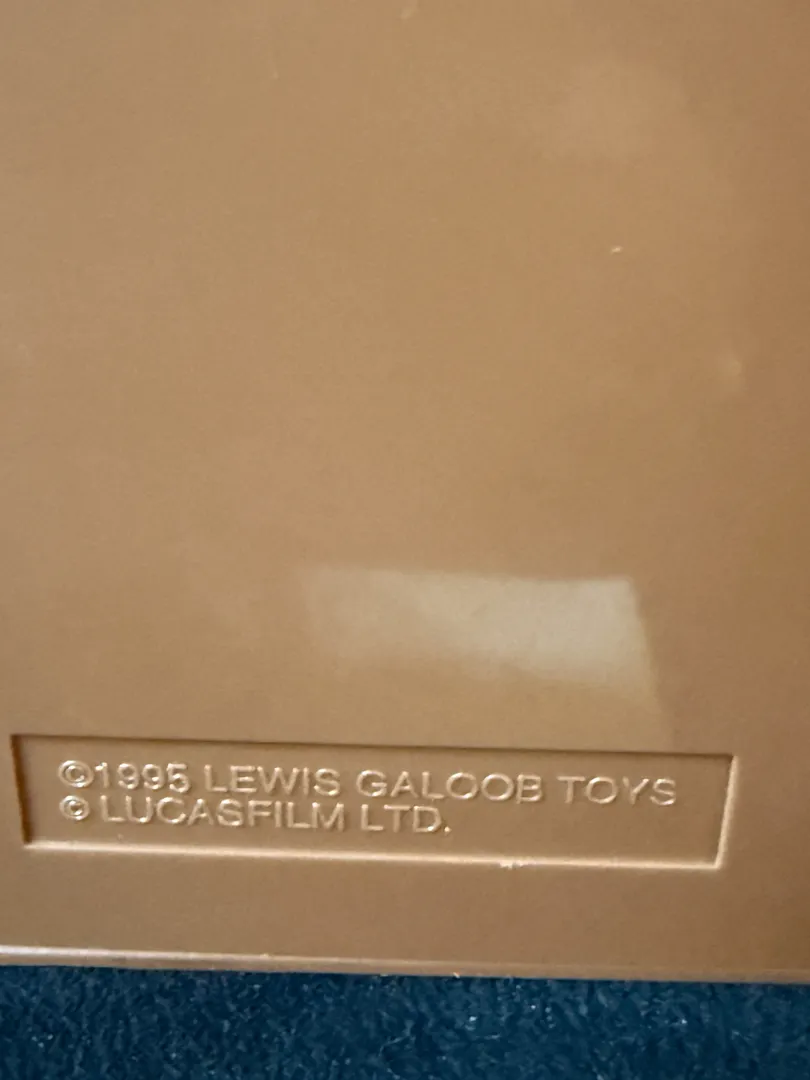 ©1995 LEWIS GALOOB TOYS
© LUCASFILM LTD.